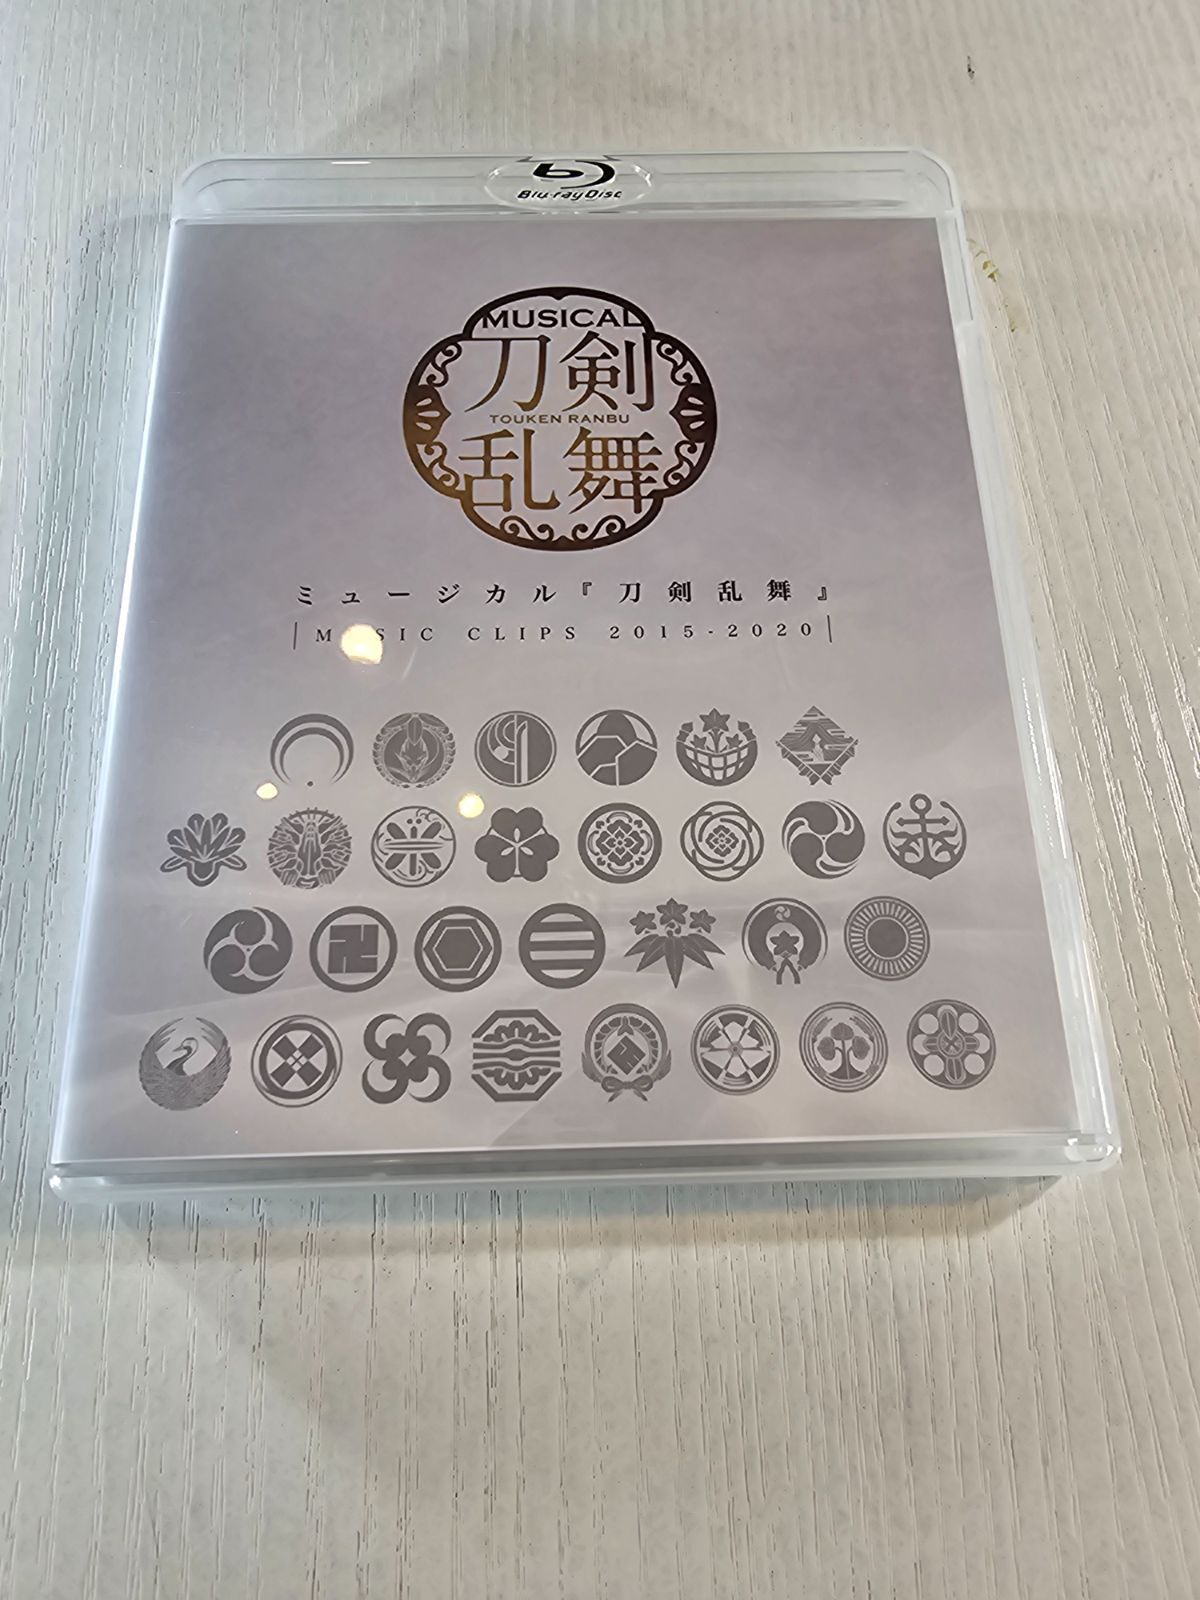 Blu-ray Disc
MUSICAL
刀剣
TOUKEN RANBU
乱舞
ミュージカル『刀剣乱舞』
MUSIC CLIPS 2015-2020